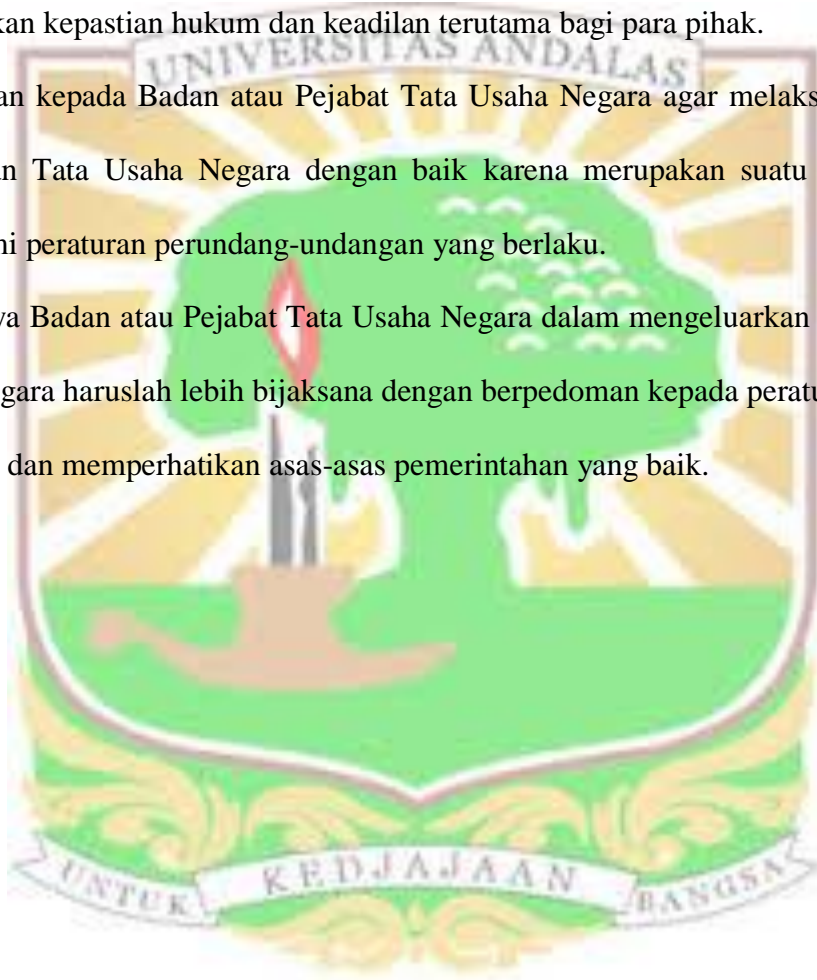 kan kepastian hukum dan keadilan terutama bagi para pihak.
UNIVERSITAS ANDALAS
an kepada Badan atau Pejabat Tata Usaha Negara agar melaks
n Tata Usaha Negara dengan baik karena merupakan suatu
ni peraturan perundang-undangan yang berlaku.
a Badan atau Pejabat Tata Usaha Negara dalam mengeluarkan
gara haruslah lebih bijaksana dengan berpedoman kepada peratu
dan memperhatikan asas-asas pemerintahan yang baik.
UNTUK KEDJAJAAN BANGSA